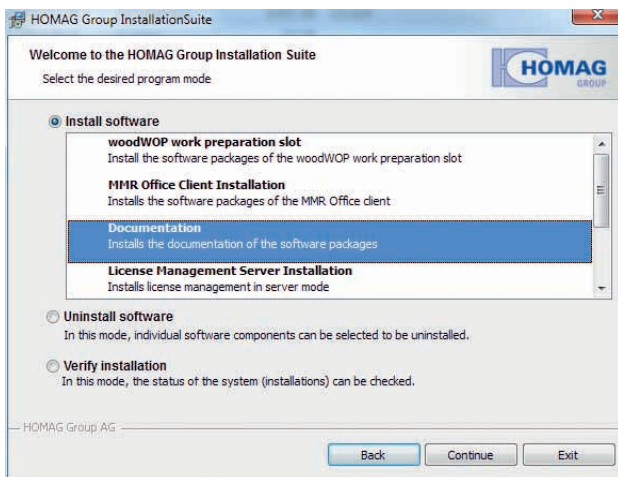 HOMAG Group InstallationSuite
Welcome to the HOMAG Group Installation Suite
Select the desired program mode
HOMAG
GROUP
Install software
woodWOP work preparation slot
Install the software packages of the woodWOP work preparation slot
MMR Office Client Installation
Installs the software packages of the MMR Office client
Documentation
Installs the documentation of the software packages
License Management Server Installation
Installs license management in server mode
Uninstall software
In this mode, individual software components can be selected to be uninstalled.
Verify installation
In this mode, the status of the system (installations) can be checked.
HOMAG Group AG
Back Continue Exit